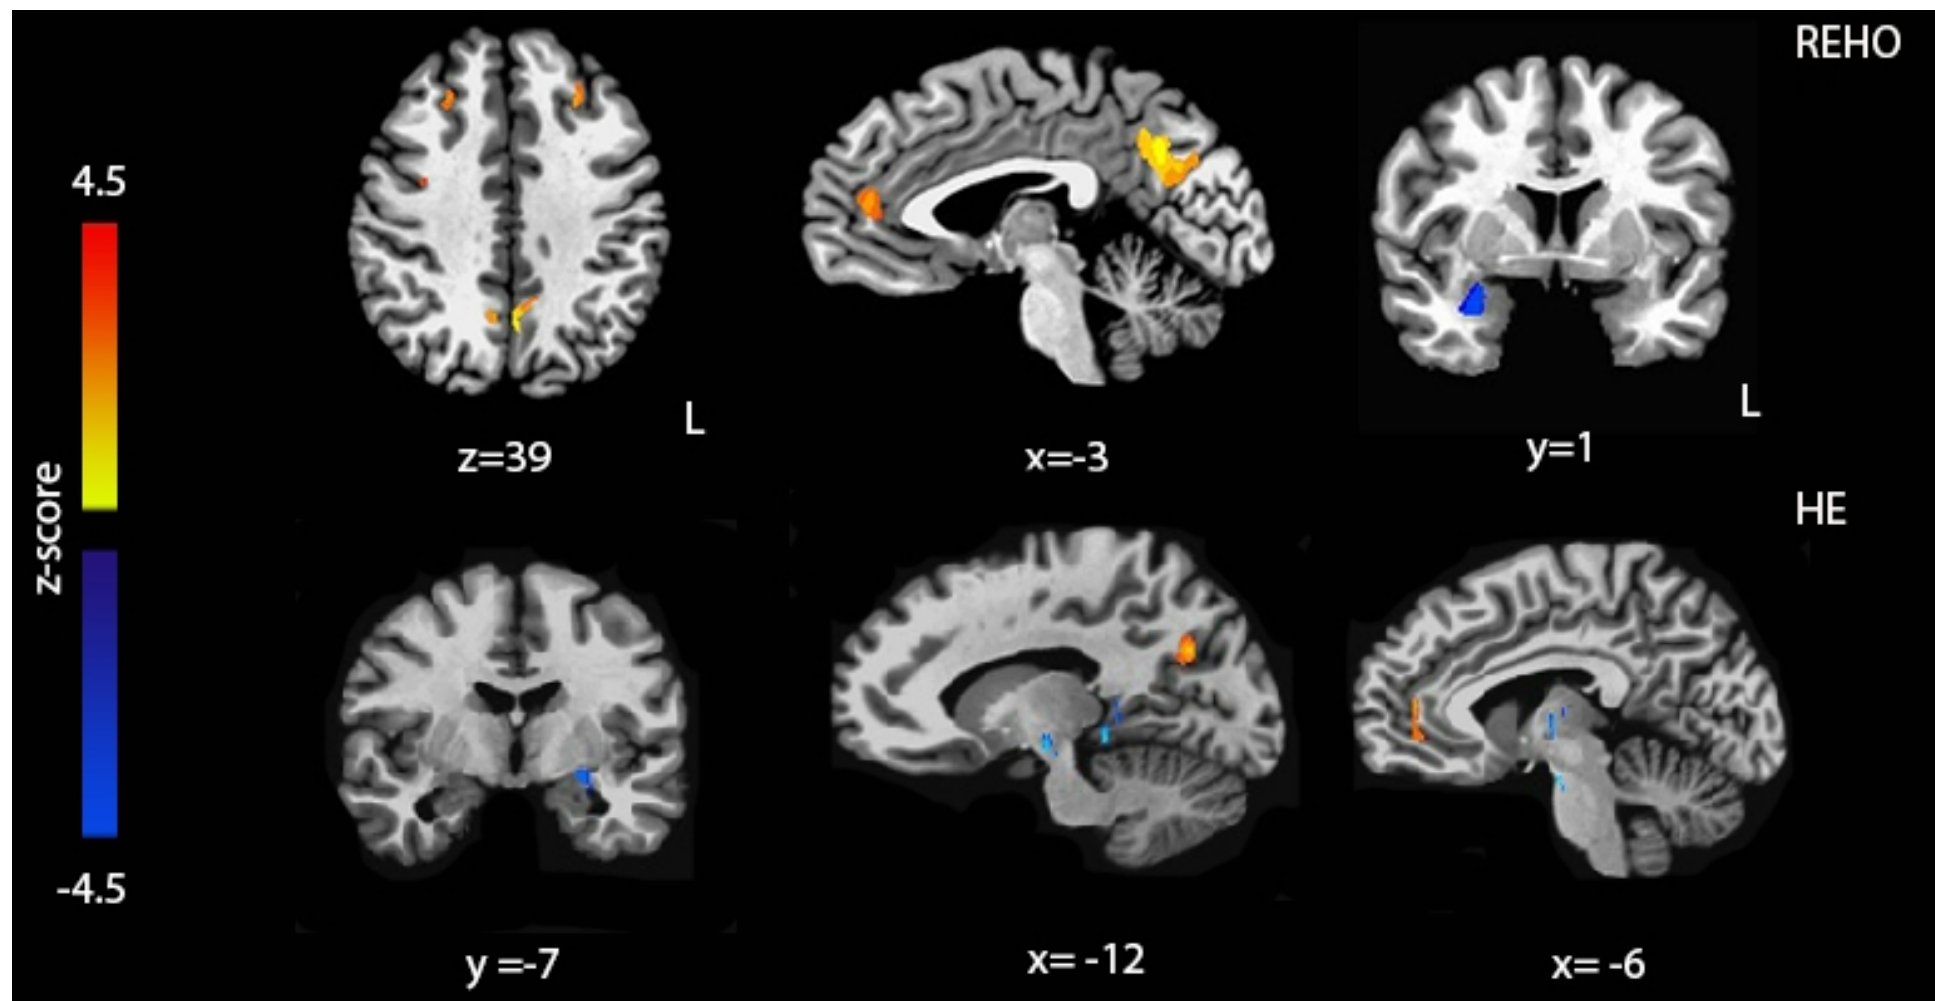 REHO
4.5
L
z=39
x=-3
L
y=1
z-score
HE
-4.5
y =-7
x= -12
x= -6